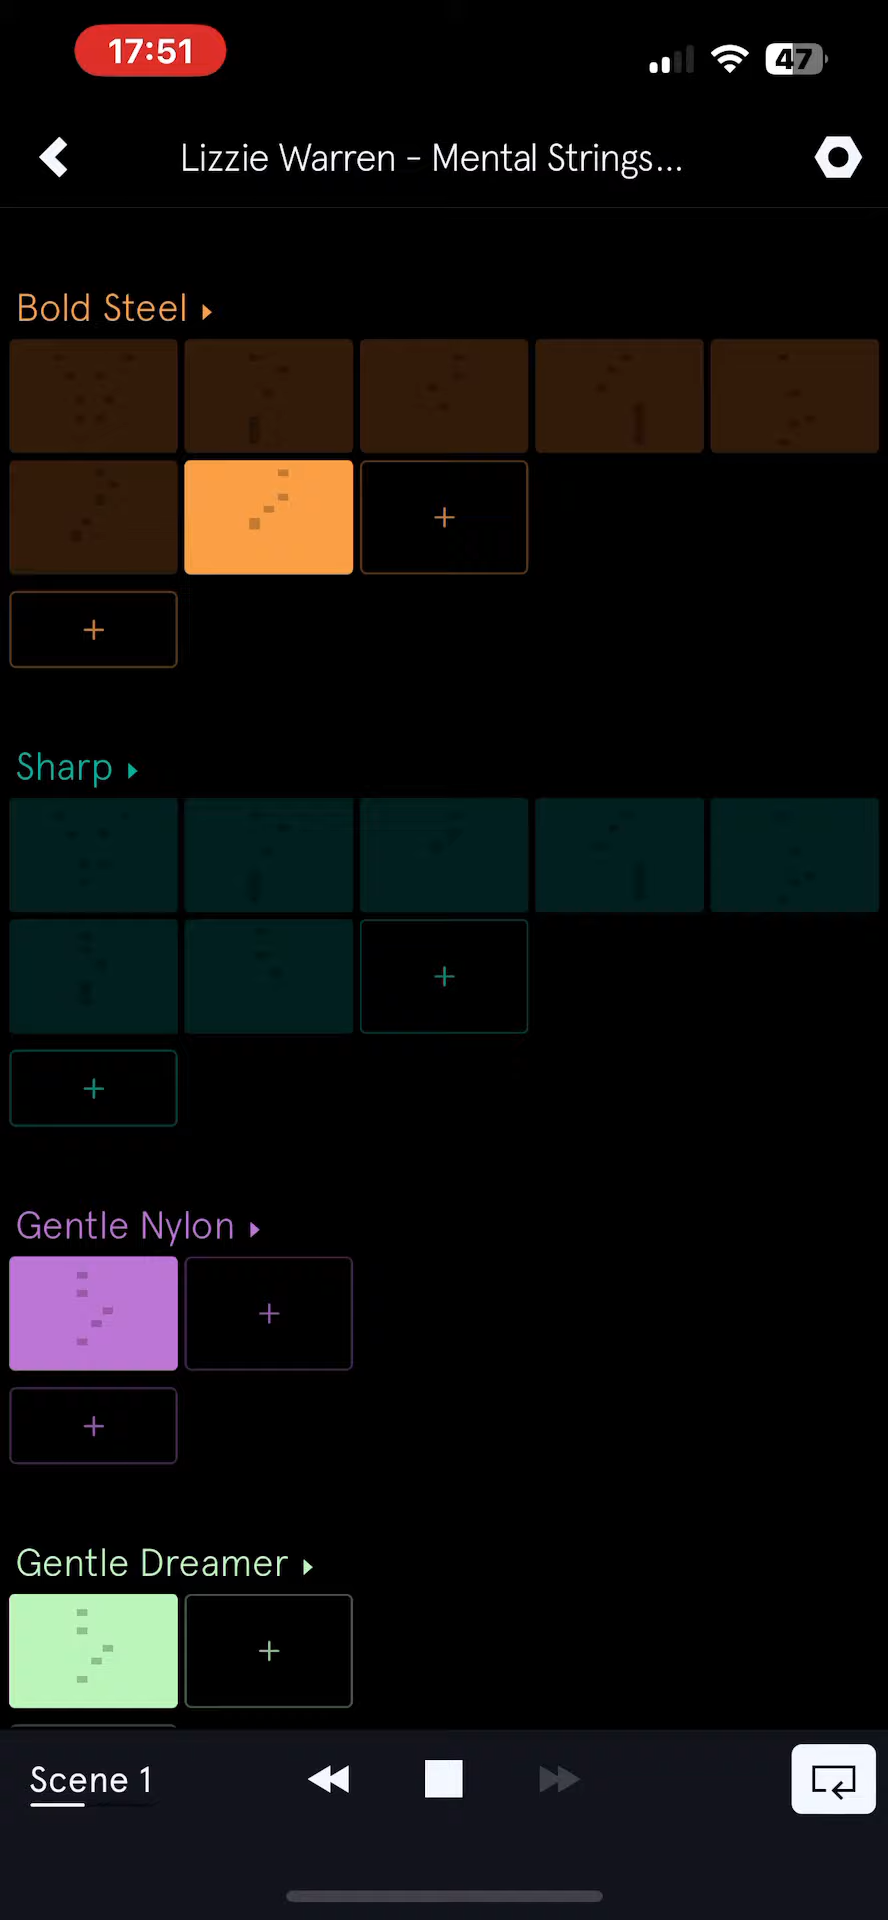 17:51
47
Lizzie Warren - Mental Strings...
Bold Steel
Sharp
Gentle Nylon
Gentle Dreamer
Scene 1